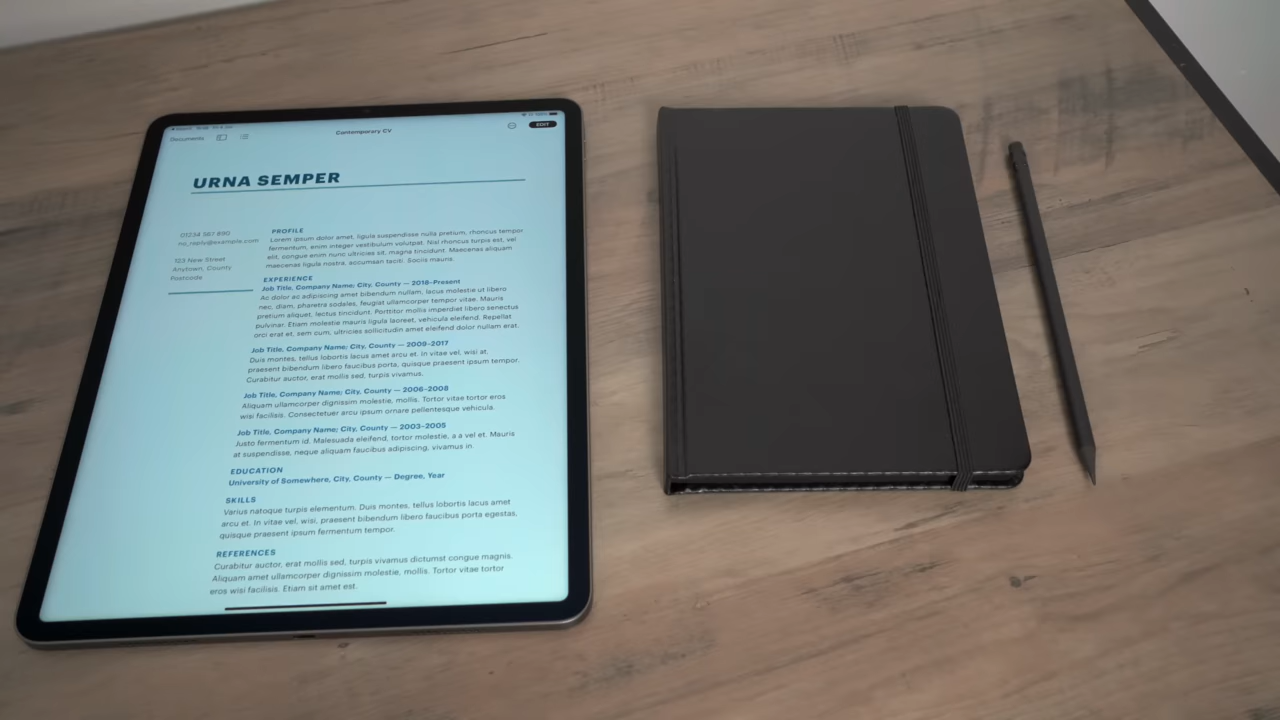 Documents
Contemporary CV
EDIT
URNA SEMPER
01234 567 890
no_reply@example.com
123 New Street
Anytown, County
Postcode
PROFILE
Lorem ipsum dolor amet, ligula suspendisse nulla pretium, rhoncus tempor
fermentum, enim integer vestibulum volutpat. Nisl rhoncus turpis est, vel
elit, congue enim nunc ultricies sit, magna tincidunt. Maecenas aliquam
maecenas ligula nostra, accumsan taciti. Sociis mauris.
EXPERIENCE
Job Title, Company Name; City, County — 2018–Present
Ac dolor ac adipiscing amet bibendum nullam, lacus molestie ut libero
nec, diam, pharetra sodales, feugiat ullamcorper tempor vitae. Mauris
pretium aliquet, lectus tincidunt. Porttitor mollis imperdiet libero senectus
pulvinar. Etiam molestie mauris ligula laoreet, vehicula eleifend. Repellat
orci erat et, sem cum, ultricies sollicitudin amet eleifend dolor nullam erat.
Job Title, Company Name; City, County — 2009–2017
Duis montes, tellus lobortis lacus amet arcu et. In vitae vel, wisi at,
praesent bibendum libero faucibus porta, quisque praesent ipsum tempor.
Curabitur auctor, erat mollis sed, turpis vivamus.
Job Title, Company Name; City, County — 2006–2008
Aliquam ullamcorper dignissim molestie, mollis. Tortor vitae tortor eros
wisi facilisis. Consectetuer arcu ipsum ornare pellentesque vehicula.
Job Title, Company Name; City, County — 2003–2005
Justo fermentum id. Malesuada eleifend, tortor molestie, a a vel et. Mauris
at suspendisse, neque aliquam faucibus adipiscing, vivamus in.
EDUCATION
University of Somewhere, City, County — Degree, Year
SKILLS
Varius natoque turpis elementum. Duis montes, tellus lobortis lacus amet
arcu et. In vitae vel, wisi, praesent bibendum libero faucibus porta egestas,
quisque praesent ipsum fermentum tempor.
REFERENCES
Curabitur auctor, erat mollis sed, turpis vivamus dictumst congue magnis.
Aliquam amet ullamcorper dignissim molestie, mollis. Tortor vitae tortor
eros wisi facilisis. Etiam sit amet est.